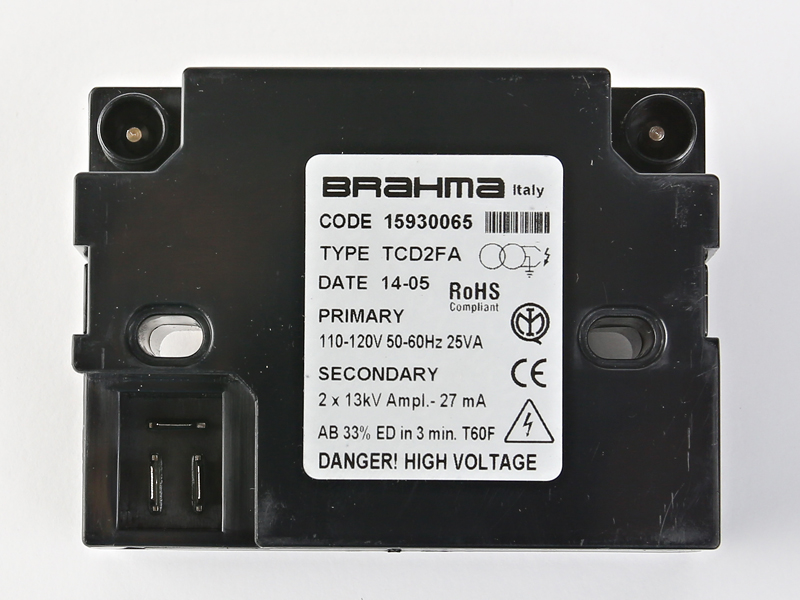 BRAHMA Italy
CODE 15930065
TYPE TCD2FA
DATE 14-05
RoHS
Compliant
PRIMARY
110-120V 50-60Hz 25VA
CE
SECONDARY
2 x 13kV Ampl.- 27 mA
AB 33% ED in 3 min. T60F
DANGER! HIGH VOLTAGE